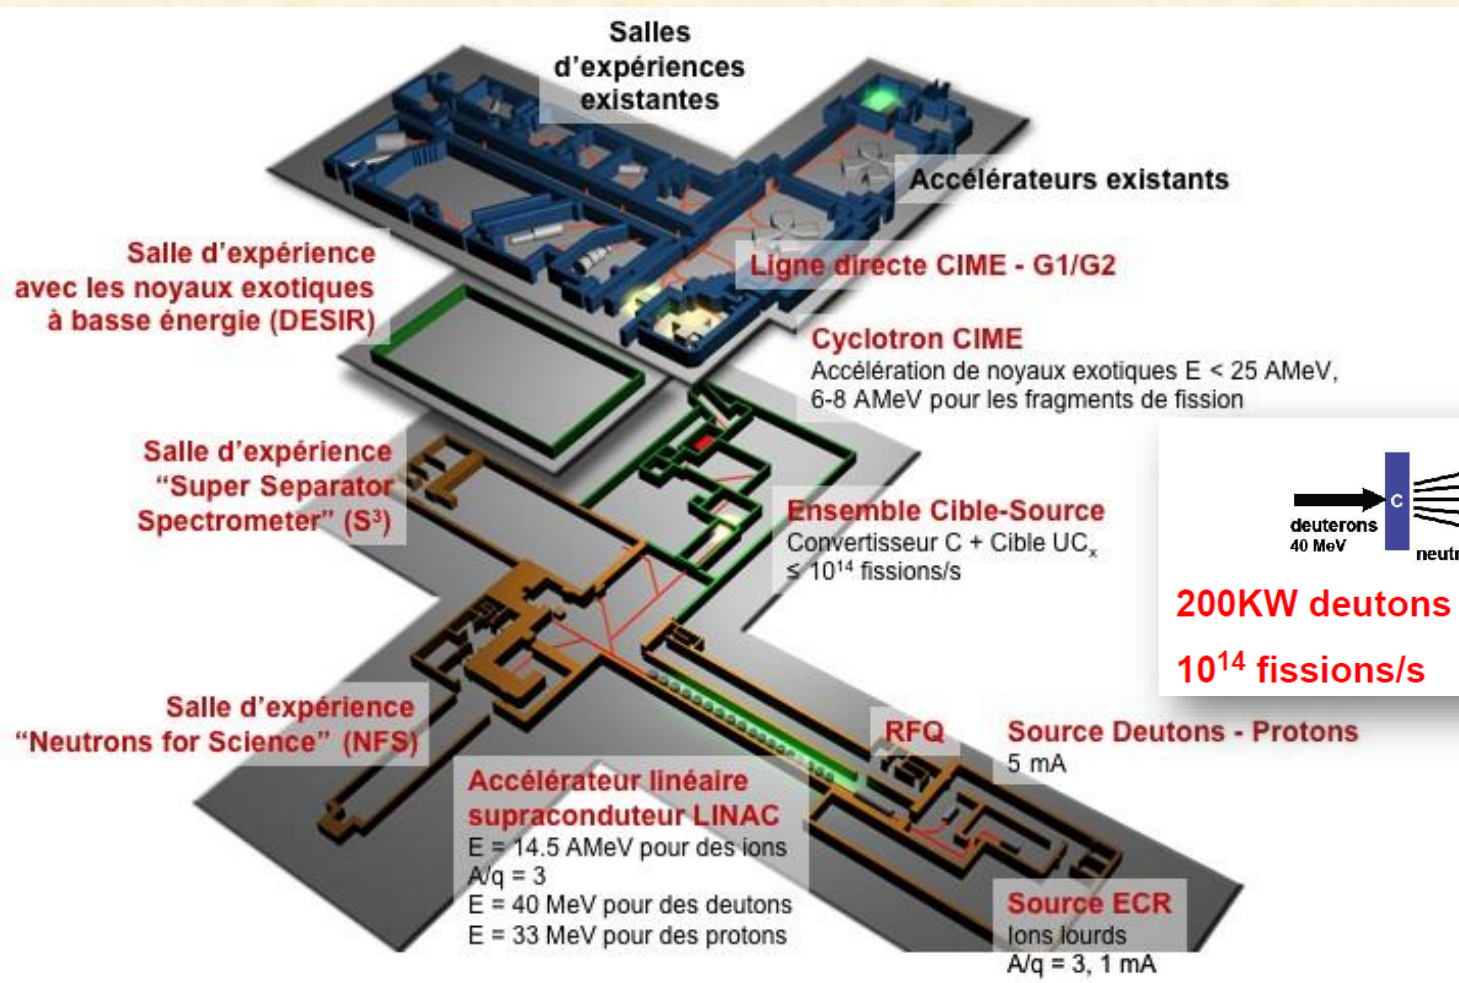 Salles
d'expériences
existantes
Accélérateurs existants
Ligne directe CIME - G1/G2
Salle d'expérience
avec les noyaux exotiques
à basse énergie (DESIR)
Cyclotron CIME
Accélération de noyaux exotiques E < 25 AMeV,
6-8 AMeV pour les fragments de fission
Salle d'expérience
“Super Separator
Spectrometer” (S³)
Ensemble Cible-Source
Convertisseur C + Cible UCₓ
≤ 10¹⁴ fissions/s
C
deuterons
40 MeV
200KW deutons
10¹⁴ fissions/s
Salle d'expérience
“Neutrons for Science” (NFS)
RFQ
Source Deutons - Protons
5 mA
Accélérateur linéaire
supraconduteur LINAC
E = 14.5 AMeV pour des ions
A/q = 3
E = 40 MeV pour des deutons
E = 33 MeV pour des protons
Source ECR
Ions lourds
A/q = 3, 1 mA